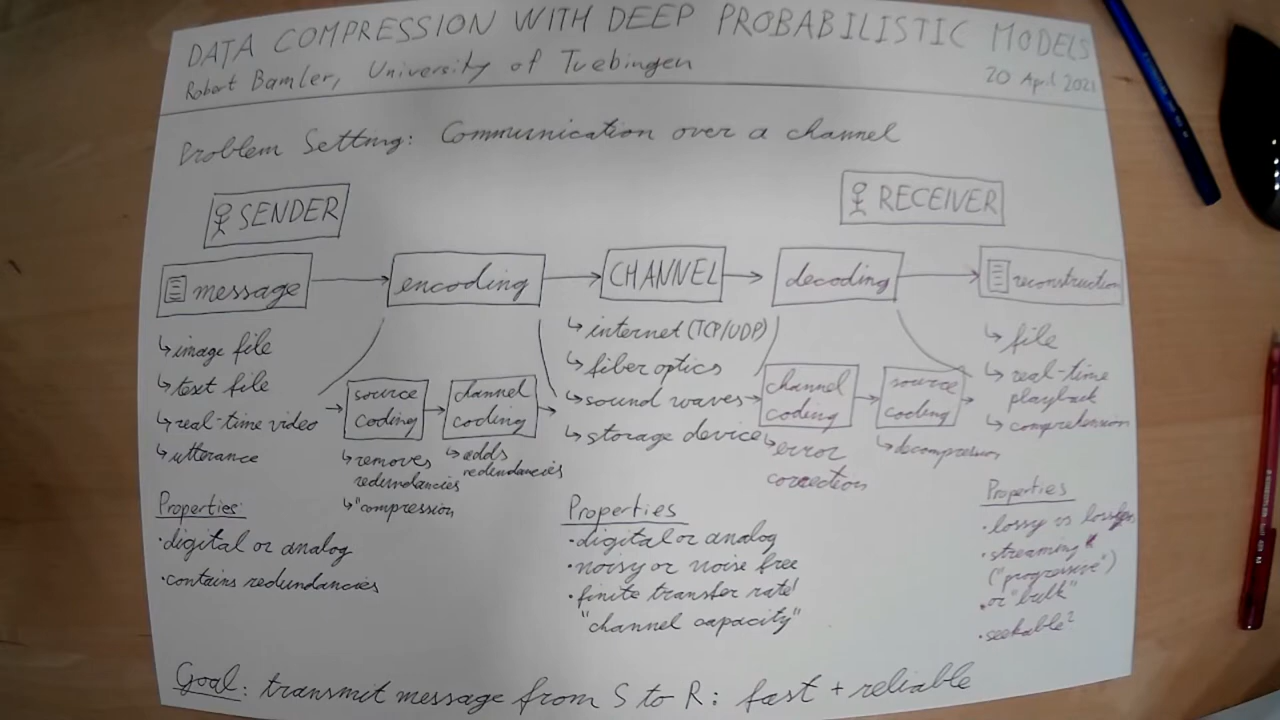 DATA COMPRESSION WITH DEEP PROBABILISTIC MODELS
Robert Bamler, University of Tuebingen
20 April 2021
Problem Setting: Communication over a channel
SENDER
RECEIVER
message
encoding
CHANNEL
decoding
reconstruction
↳ image file
↳ text file
↳ real-time video
↳ utterance
source
coding
channel
coding
↳ removes
redundancies
↳ "compression
↳ adds
redundancies
↳ internet (TCP/UDP)
↳ fiber optics
↳ sound waves
↳ storage device
channel
coding
source
coding
↳ error
correction
↳ decompression
↳ file
↳ real-time
playback
↳ comprehension
Properties:
· digital or analog
· contains redundancies
Properties
· digital or analog
· noisy or noise free
· finite transfer rate
"channel capacity"
Properties
· lossy vs lossless
· streaming"
("progressive")
· or "bulk"
· seekable?
Goal: transmit message from S to R: fast + reliable